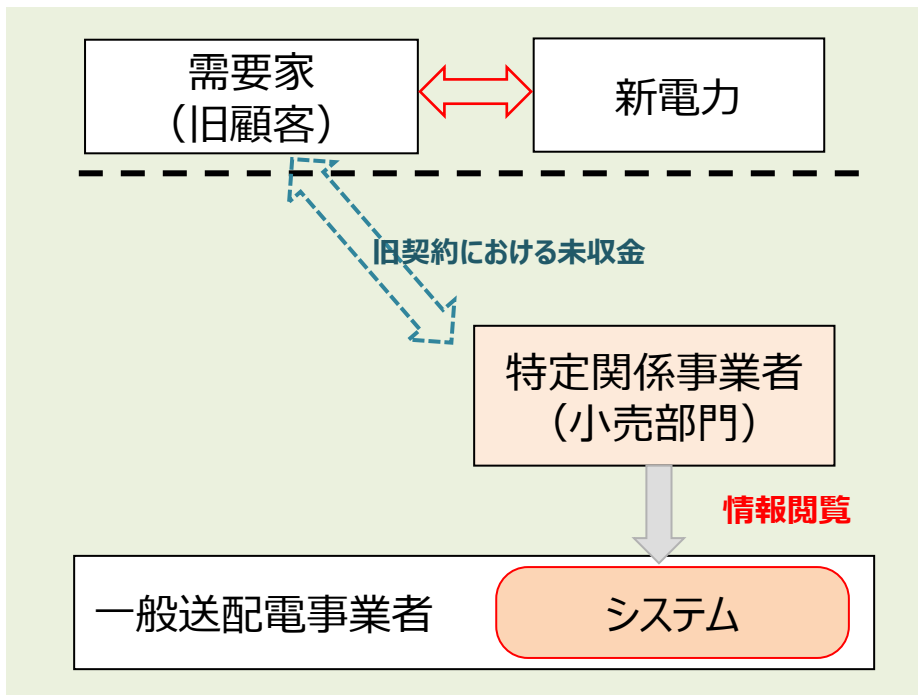 需要家
（旧顧客）
新電力
旧契約における未収金
特定関係事業者
（小売部門）
情報閲覧
一般送配電事業者
システム